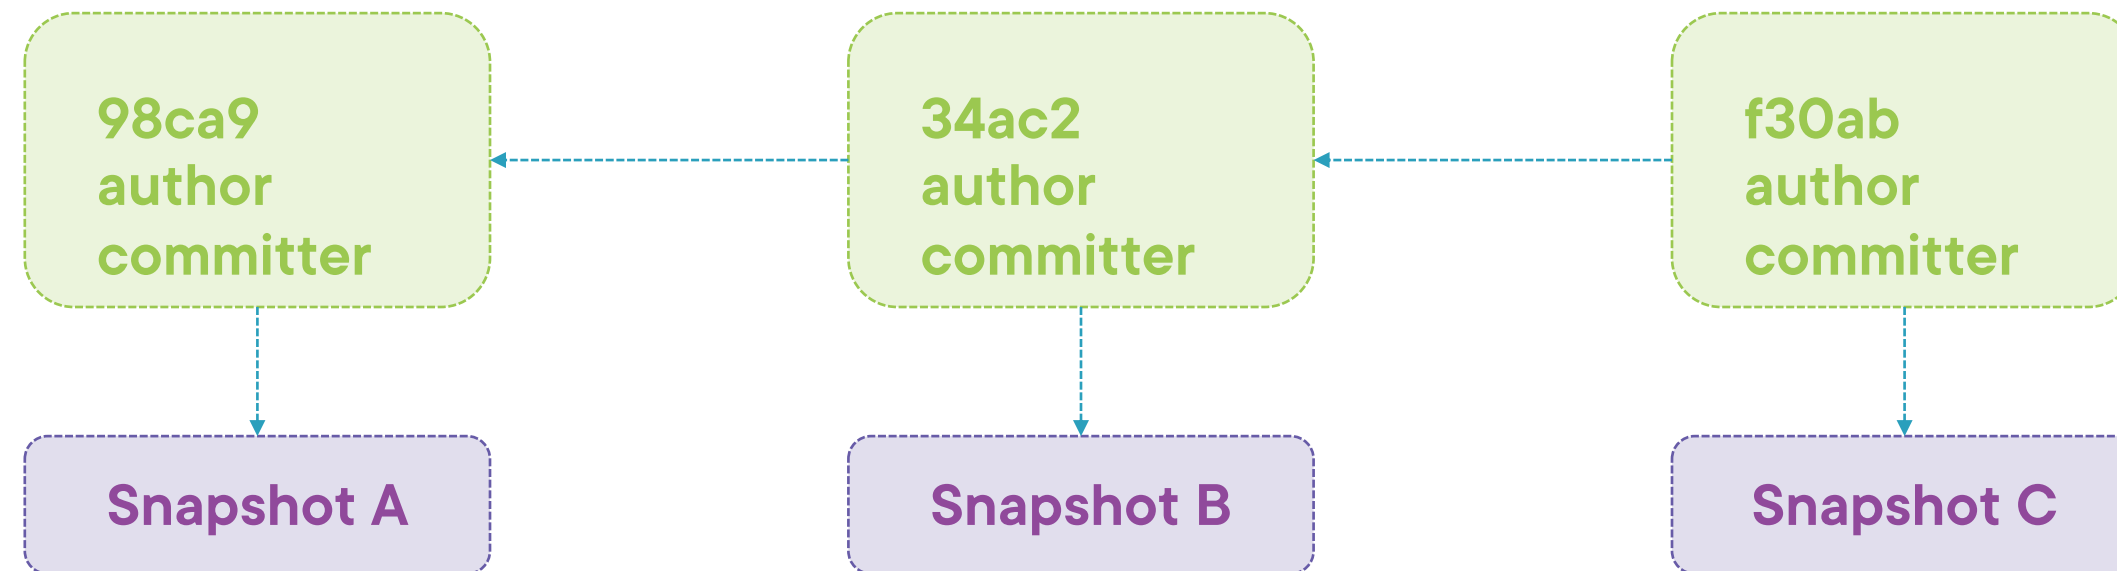 98ca9
author
committer
34ac2
author
committer
f30ab
author
committer
Snapshot A
Snapshot B
Snapshot C